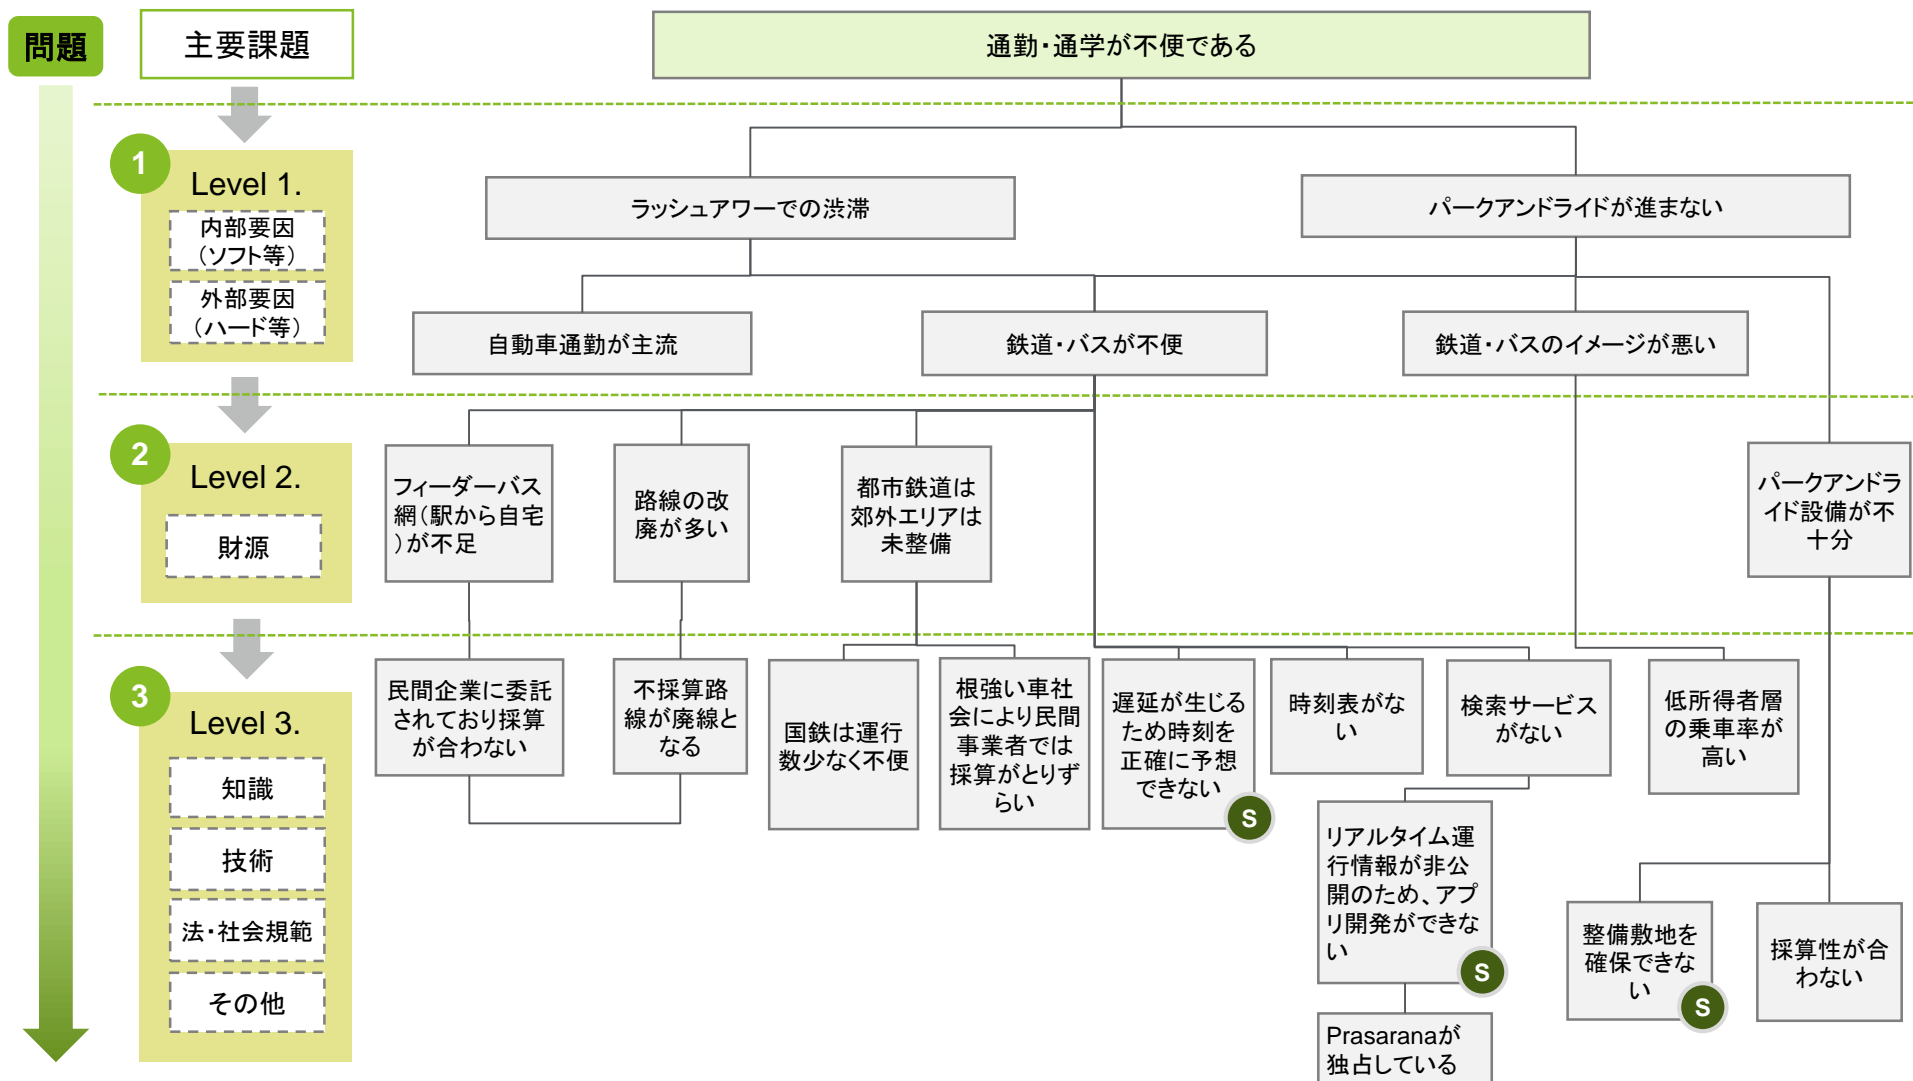 問題
主要課題
通勤・通学が不便である
1
Level 1.
内部要因
（ソフト等）
外部要因
（ハード等）
ラッシュアワーでの渋滞
パークアンドライドが進まない
自動車通勤が主流
鉄道・バスが不便
鉄道・バスのイメージが悪い
2
Level 2.
財源
フィーダーバス
網（駅から自宅
）が不足
路線の改
廃が多い
都市鉄道は
郊外エリアは
未整備
パークアンドラ
イド設備が不
十分
3
Level 3.
知識
技術
法・社会規範
その他
民間企業に委託
されており採算
が合わない
不採算路
線が廃線と
なる
国鉄は運行
数少なく不便
根強い車社
会により民間
事業者では
採算がとりず
らい
遅延が生じる
ため時刻を
正確に予想
できない
S
時刻表がな
い
検索サービス
がない
低所得者層
の乗車率が
高い
リアルタイム運
行情報が非公
開のため、アプ
リ開発ができな
い
S
整備敷地を
確保できな
い
S
採算性が合
わない
Prasaranaが
独占している